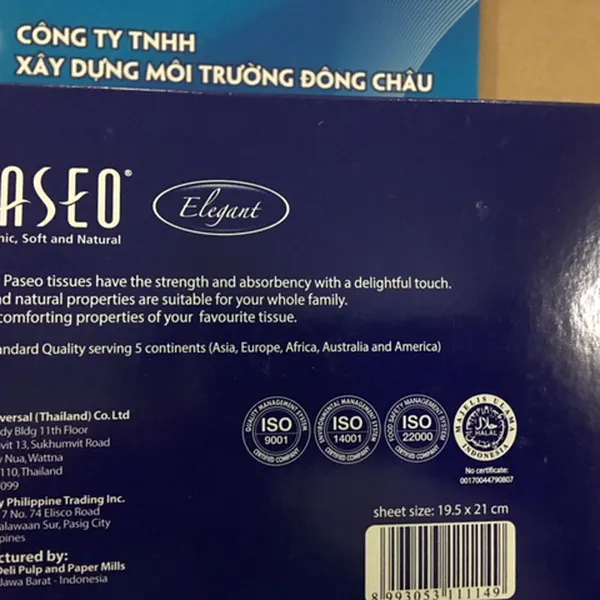 CÔNG TY TNHH
XÂY DỰNG MÔI TRƯỜNG ĐÔNG CHÂU
ASEO®
Elegant
nic, Soft and Natural
Paseo tissues have the strength and absorbency with a delightful touch.
nd natural properties are suitable for your whole family.
comforting properties of your favourite tissue.
andard Quality serving 5 continents (Asia, Europe, Africa, Australia and America)
versal (Thailand) Co. Ltd
dy Bldg 11th Floor
vit 13, Sukhumvit Road
y Nua, Wattna
110, Thailand
099
y Philippine Trading Inc.
17 No. 74 Elisco Road
alawaan Sur, Pasig City
pines
ctured by:
Deli Pulp and Paper Mills
Jawa Barat - Indonesia
QUALITY MANAGEMENT SYSTEM
ISO
9001
CERTIFIED COMPANY
ENVIRONMENTAL MANAGEMENT SYSTEM
ISO
14001
CERTIFIED COMPANY
FOOD SAFETY MANAGEMENT SYSTEM
ISO
22000
CERTIFIED COMPANY
MAJELIS ULAMA
حلال
HALAL
INDONESIA
No certificate:
00170044790807
sheet size: 19.5 x 21 cm
8 993053 111149